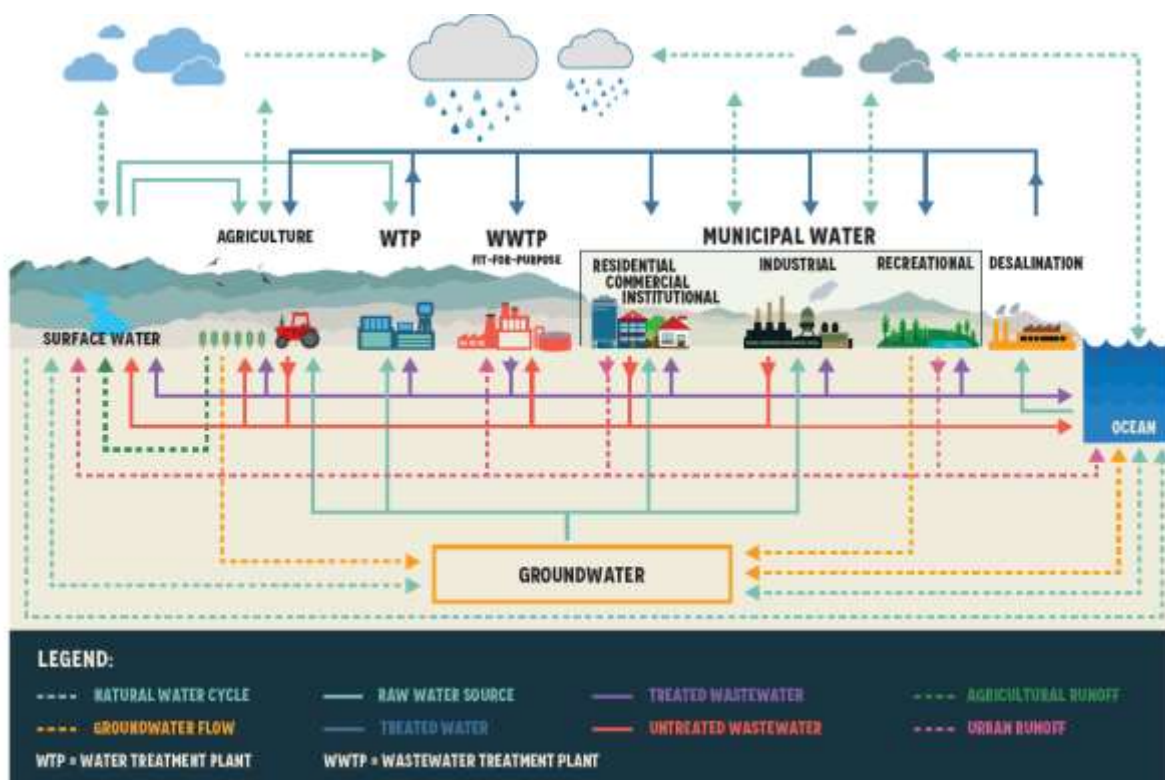 AGRICULTURE
WTP
WWTP
FIT-FOR-PURPOSE
MUNICIPAL WATER
RESIDENTIAL
COMMERCIAL
INSTITUTIONAL
INDUSTRIAL
RECREATIONAL
DESALINATION
SURFACE WATER
OCEAN
GROUNDWATER
LEGEND:
NATURAL WATER CYCLE
RAW WATER SOURCE
TREATED WASTEWATER
AGRICULTURAL RUNOFF
GROUNDWATER FLOW
TREATED WATER
UNTREATED WASTEWATER
URBAN RUNOFF
WTP = WATER TREATMENT PLANT
WWTP = WASTEWATER TREATMENT PLANT